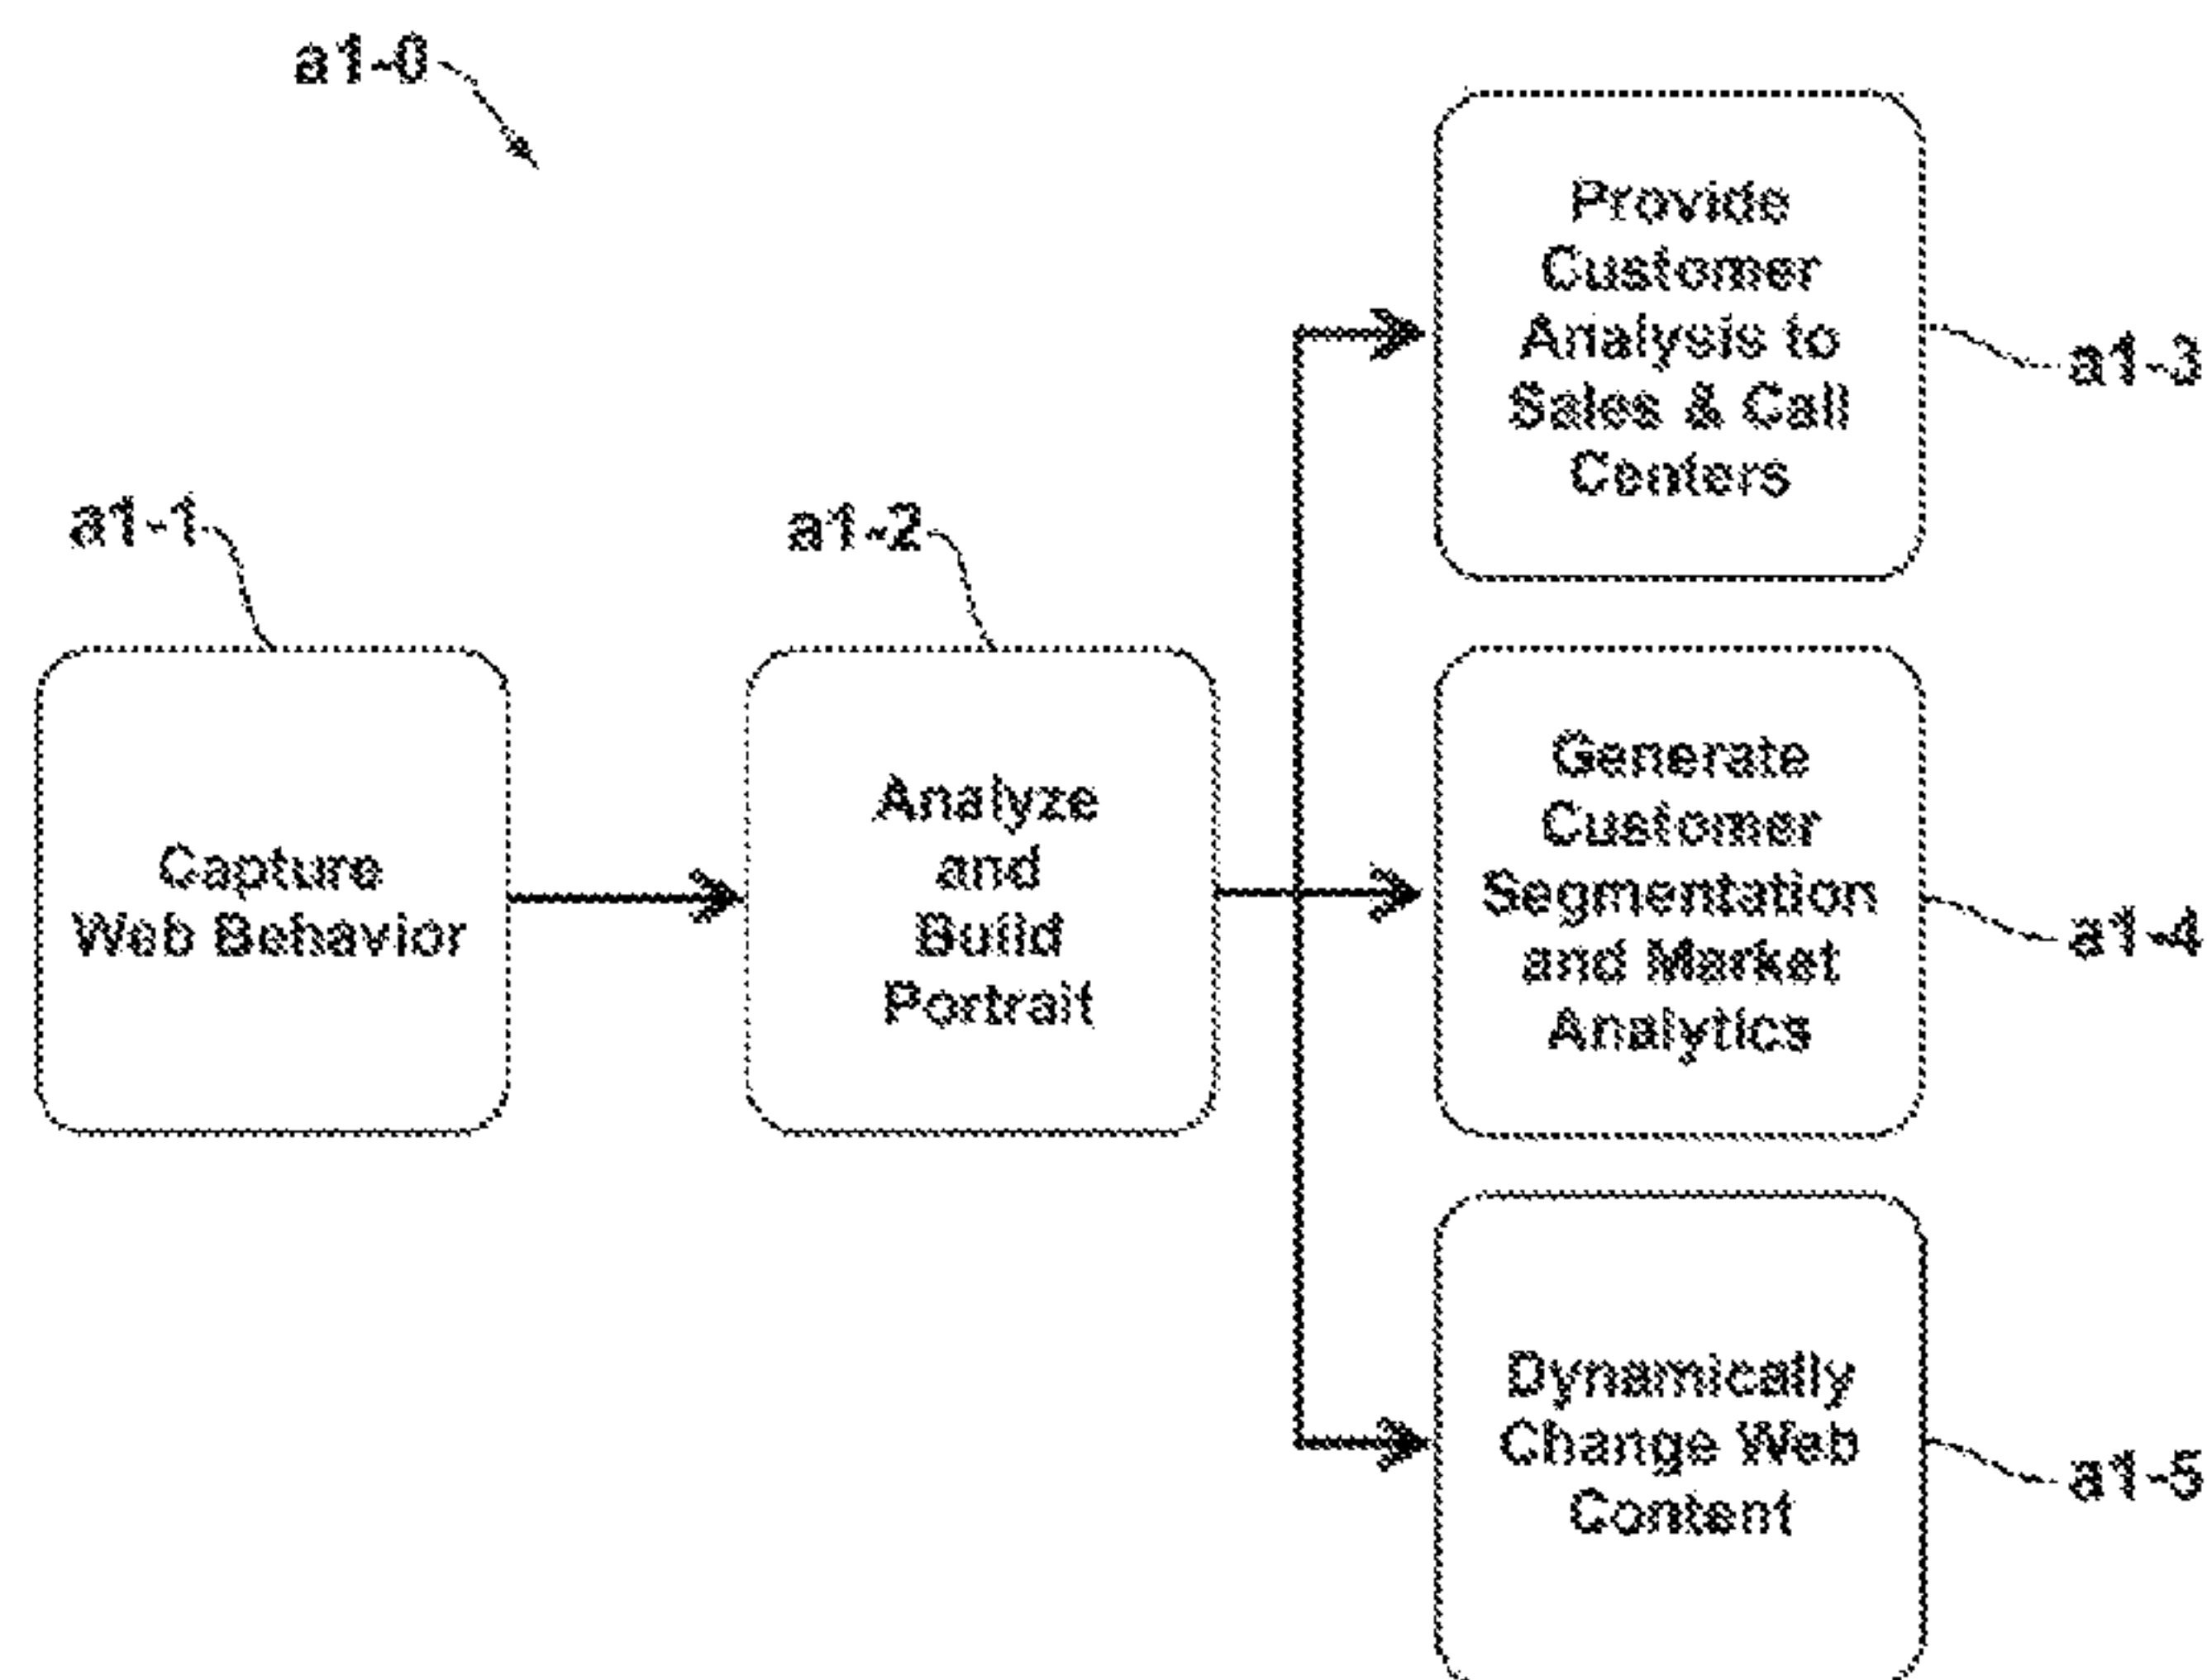 a1-0
a1-1
Capture
Web Behavior
a1-2
Analyze
and
Build
Portrait
Provide
Customer
Analysis to
Sales & Call
Centers
a1-3
Generate
Customer
Segmentation
and Market
Analytics
a1-4
Dynamically
Change Web
Content
a1-5